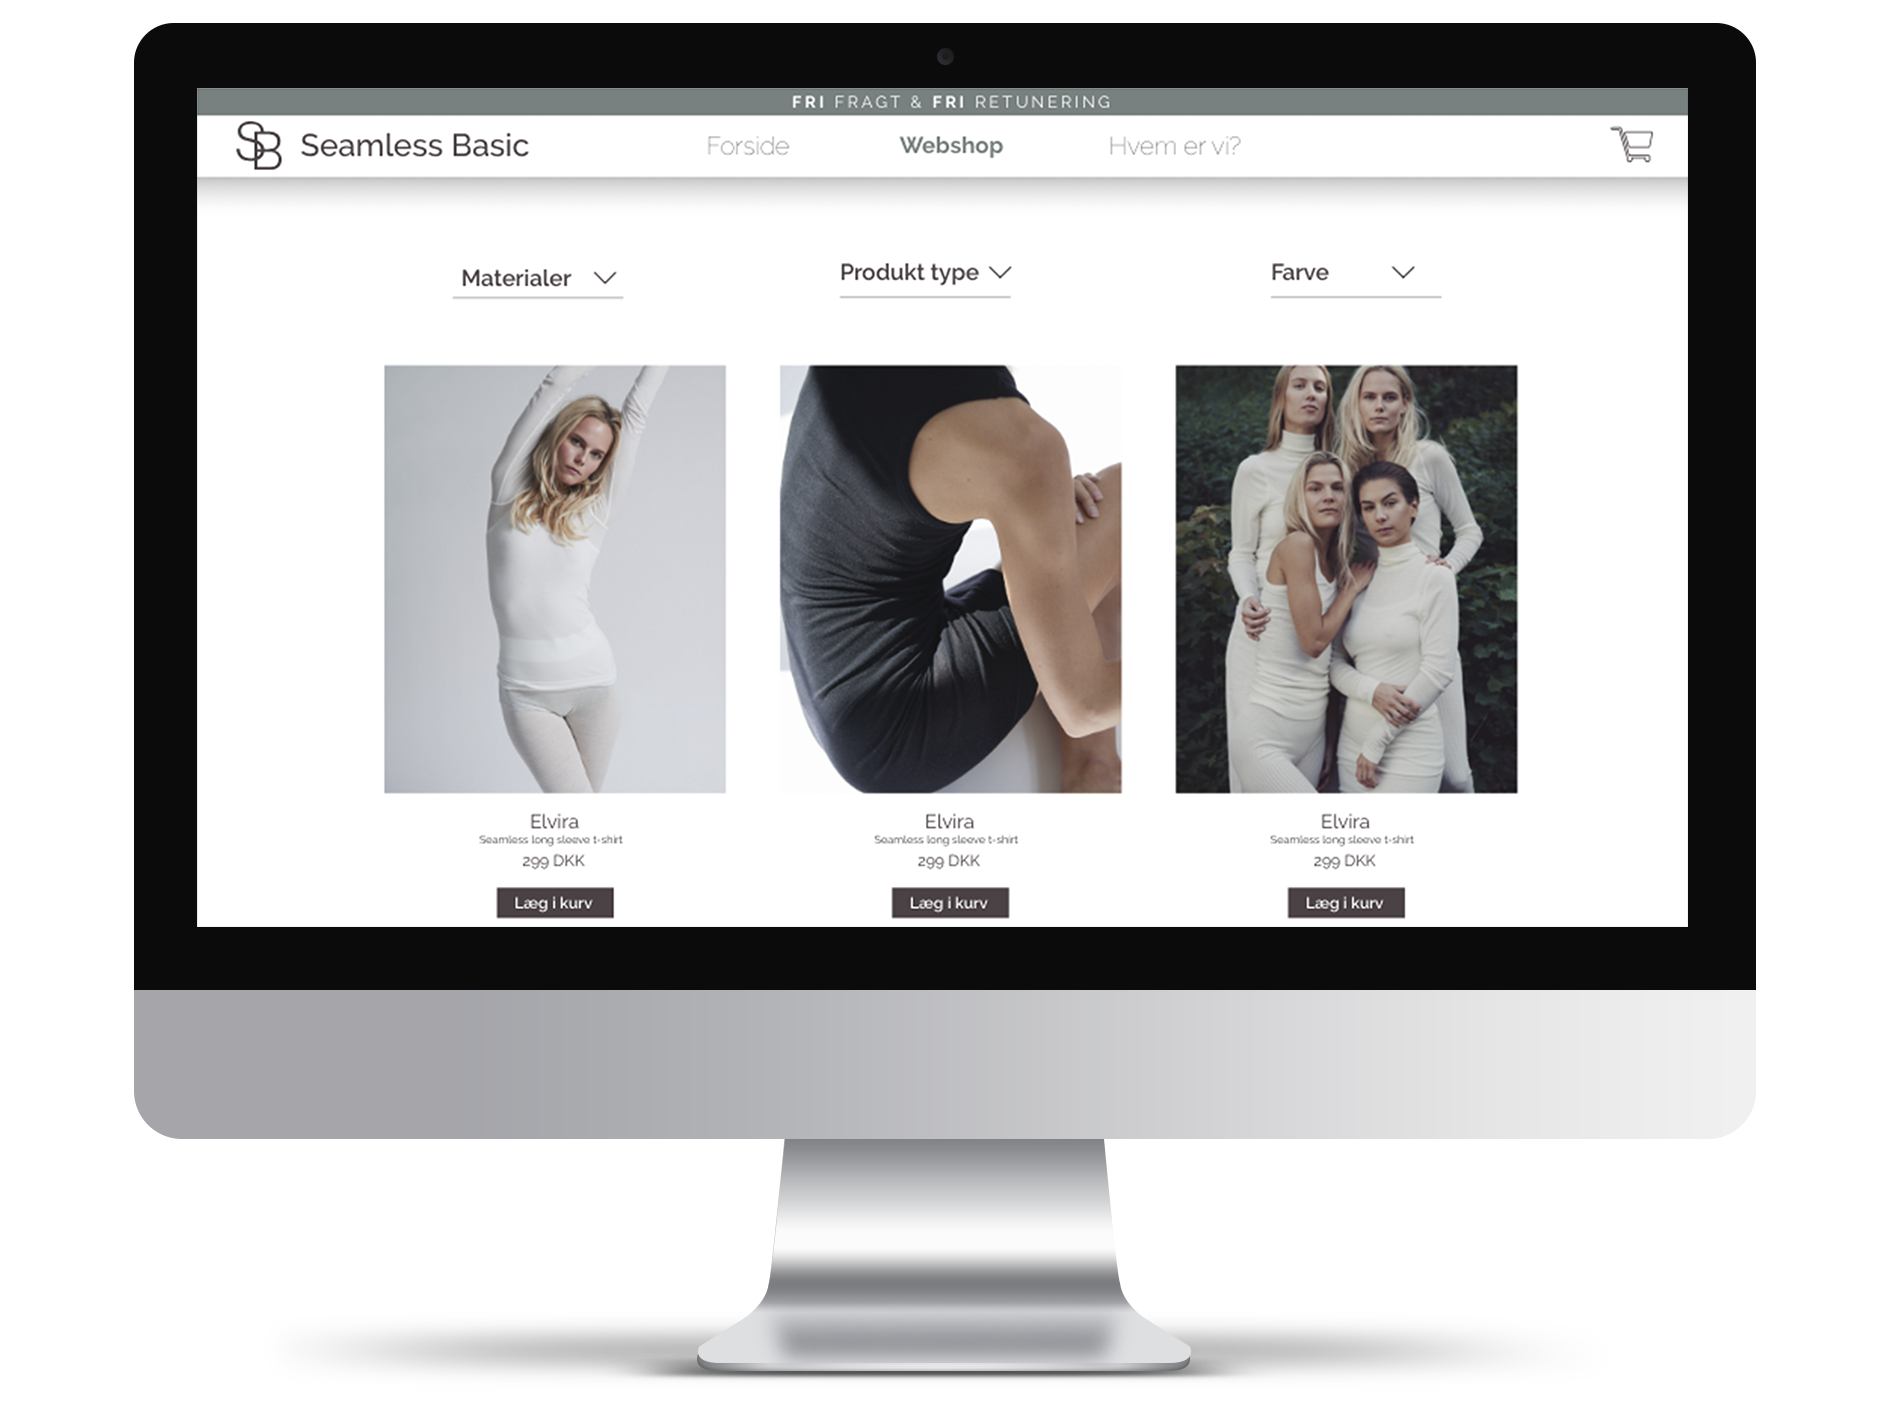 FRI FRAGT & FRI RETUNERING
SB Seamless Basic
Forside
Webshop
Hvem er vi?
Materialer
Produkt type
Farve
Elvira
Seamless long sleeve t-shirt
299 DKK
Læg i kurv
Elvira
Seamless long sleeve t-shirt
299 DKK
Læg i kurv
Elvira
Seamless long sleeve t-shirt
299 DKK
Læg i kurv